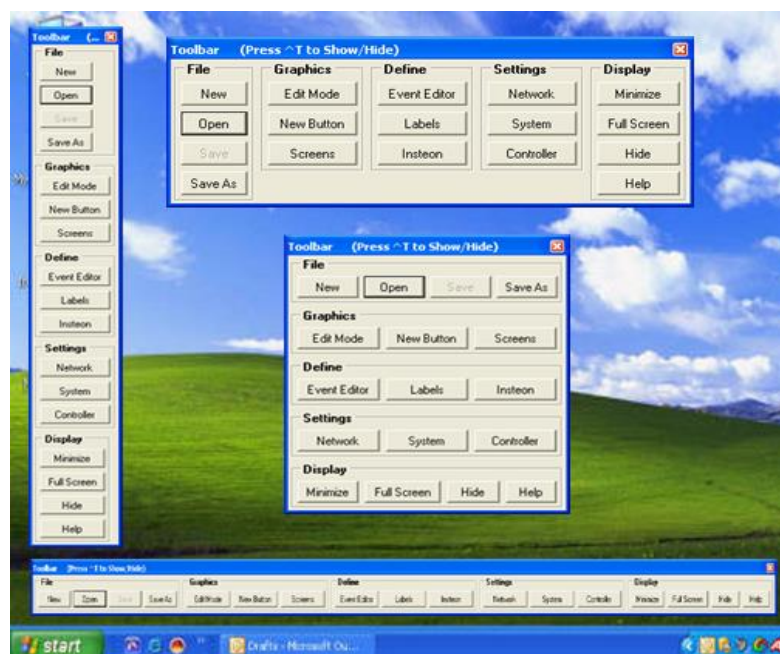 Toolbar (...
File
New
Open
Save
Save As
Graphics
Edit Mode
New Button
Screens
Define
Event Editor
Labels
Insteon
Settings
Network
System
Controller
Display
Minimize
Full Screen
Hide
Help
Toolbar (Press ^T to Show/Hide)
File Graphics Define Settings Display
New Edit Mode Event Editor Network Minimize
Open New Button Labels System Full Screen
Save Screens Insteon Controller Hide
Save As Help
Toolbar (Press ^T to Show/Hide)
File
New Open Save Save As
Graphics
Edit Mode New Button Screens
Define
Event Editor Labels Insteon
Settings
Network System Controller
Display
Minimize Full Screen Hide Help
Toolbar (Press ^T to Show/Hide)
File Graphics Define Settings Display
New Open Save Save As Edit Mode New Button Screens Event Editor Labels Insteon Network System Controller Minimize Full Screen Hide Help
start Drafts - Microsoft Ou...